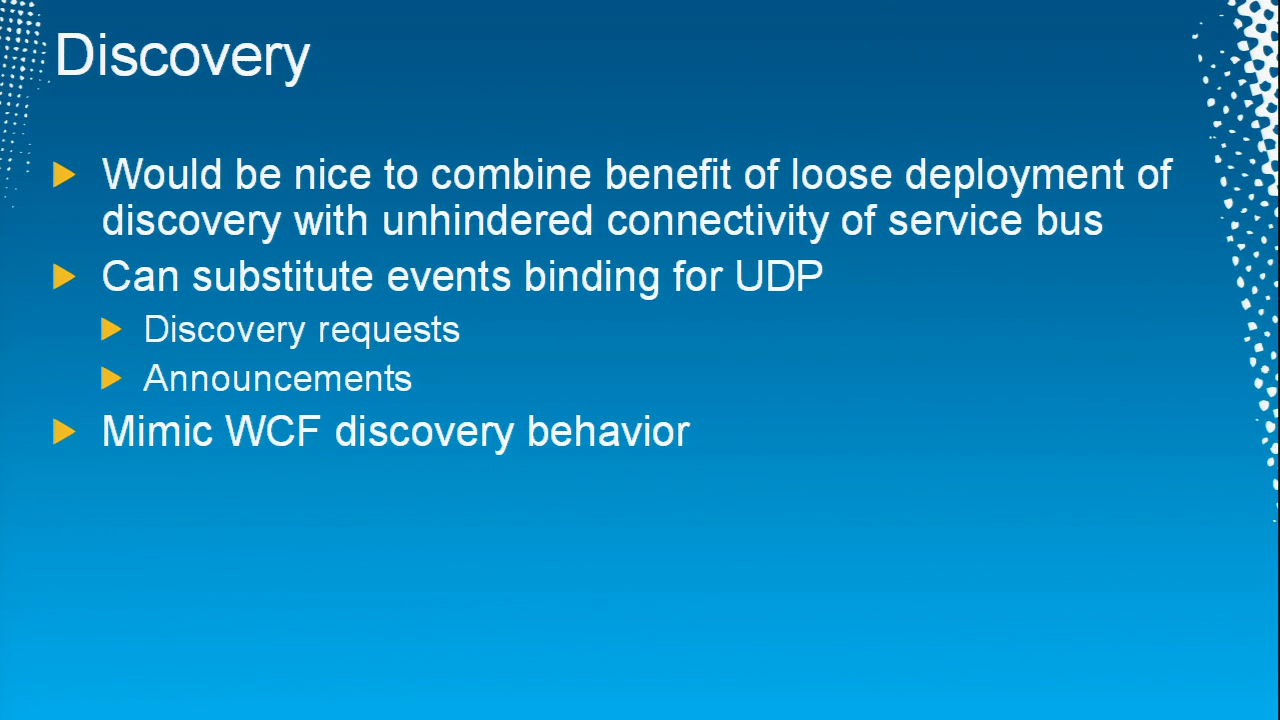 Discovery
Would be nice to combine benefit of loose deployment of
discovery with unhindered connectivity of service bus
Can substitute events binding for UDP
Discovery requests
Announcements
Mimic WCF discovery behavior